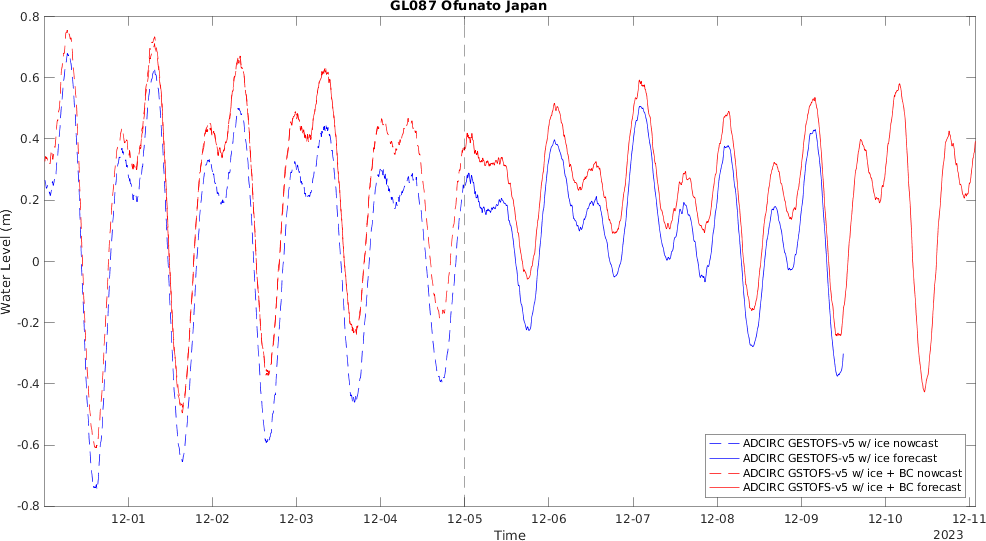 GL087 Ofunato Japan
0.8
0.6
0.4
0.2
0
-0.2
-0.4
-0.6
-0.8
Water Level (m)
12-01 12-02 12-03 12-04 12-05 12-06 12-07 12-08 12-09 12-10 12-11
Time
2023
ADCIRC GESTOFS-v5 w/ ice nowcast
ADCIRC GESTOFS-v5 w/ ice forecast
ADCIRC GSTOFS-v5 w/ ice + BC nowcast
ADCIRC GSTOFS-v5 w/ ice + BC forecast